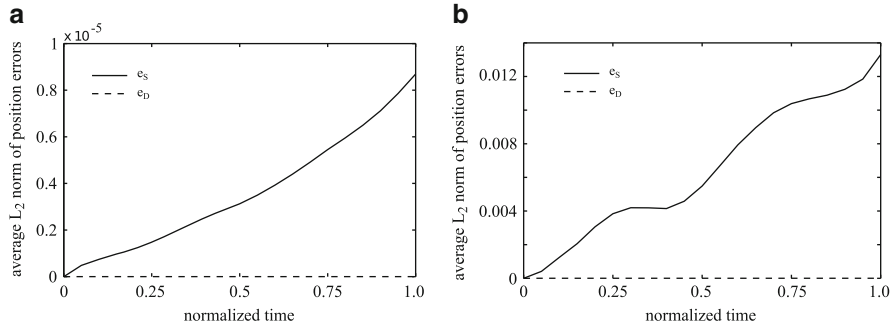 a
× 10⁻⁵
1
0.8
0.6
0.4
0.2
0
0
0.25
0.5
0.75
1.0
average L₂ norm of position errors
normalized time
e_S
e_D
b
0.012
0.008
0.004
0
0
0.25
0.5
0.75
1.0
average L₂ norm of position errors
normalized time
e_S
e_D